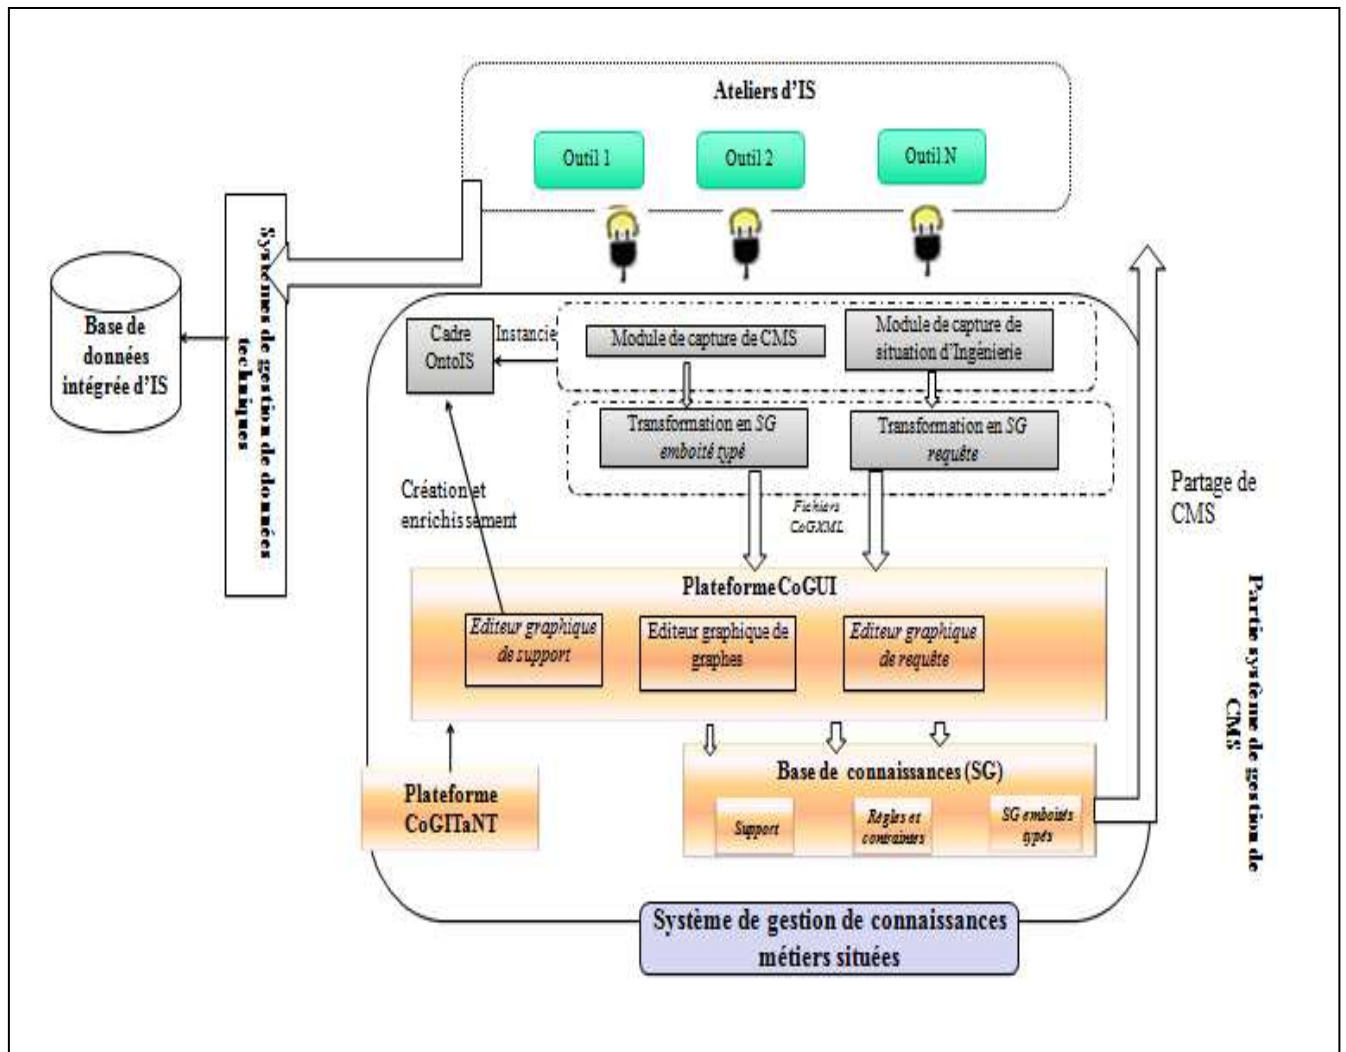 Ateliers d'IS
Outil 1
Outil 2
Outil N
Systèmes de gestion de données
techniques
Base de
données
intégrée d'IS
Cadre
OntoIS
Instancie
Module de capture de CMS
Module de capture de
situation d'Ingénierie
Transformation en SG
emboité typé
Transformation en SG
requête
Création et
enrichissement
Fichiers
CoGXML
Partage de
CMS
Plateforme CoGUI
Editeur graphique
de support
Editeur graphique de
graphes
Editeur graphique
de requête
Partie système de gestion de
CMS
Plateforme
CoGITaNT
Base de connaissances (SG)
Support
Règles et
contraintes
SG emboités
typés
Système de gestion de connaissances
métiers situées